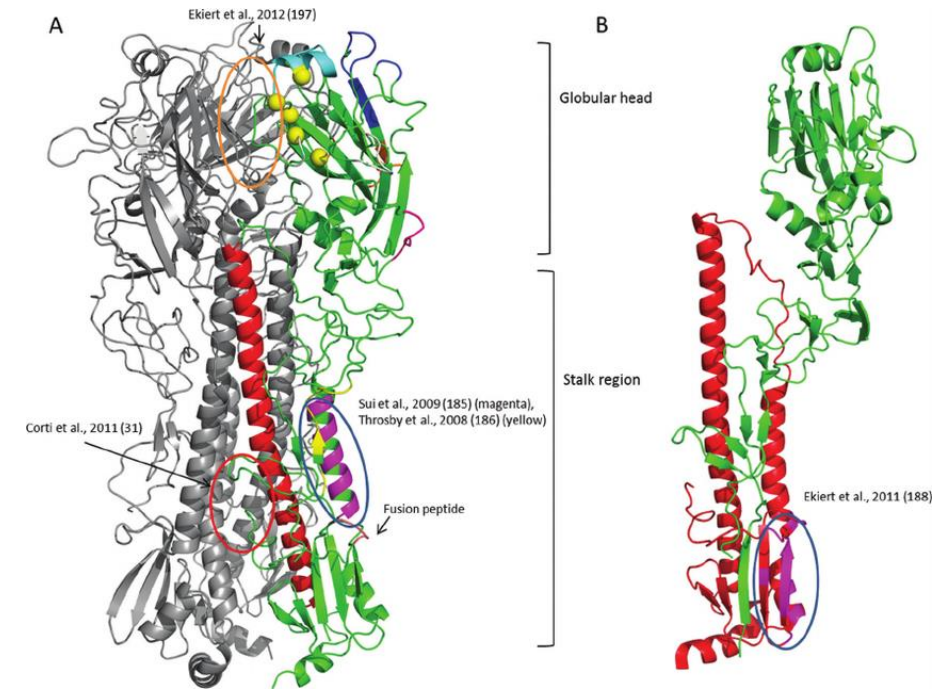 A
Ekiert et al., 2012 (197)
B
Globular head
Stalk region
Sui et al., 2009 (185) (magenta),
Throsby et al., 2008 (186) (yellow)
Corti et al., 2011 (31)
Fusion peptide
Ekiert et al., 2011 (188)